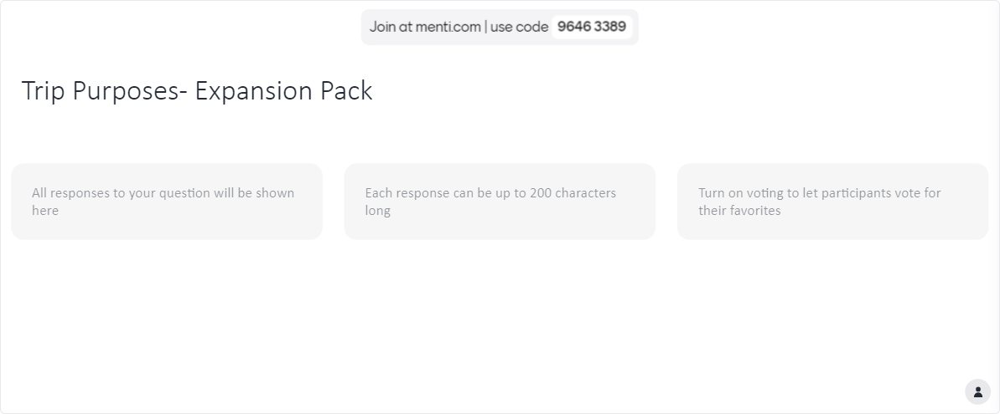 Join at menti.com | use code 9646 3389
Trip Purposes- Expansion Pack
All responses to your question will be shown
here
Each response can be up to 200 characters
long
Turn on voting to let participants vote for
their favorites